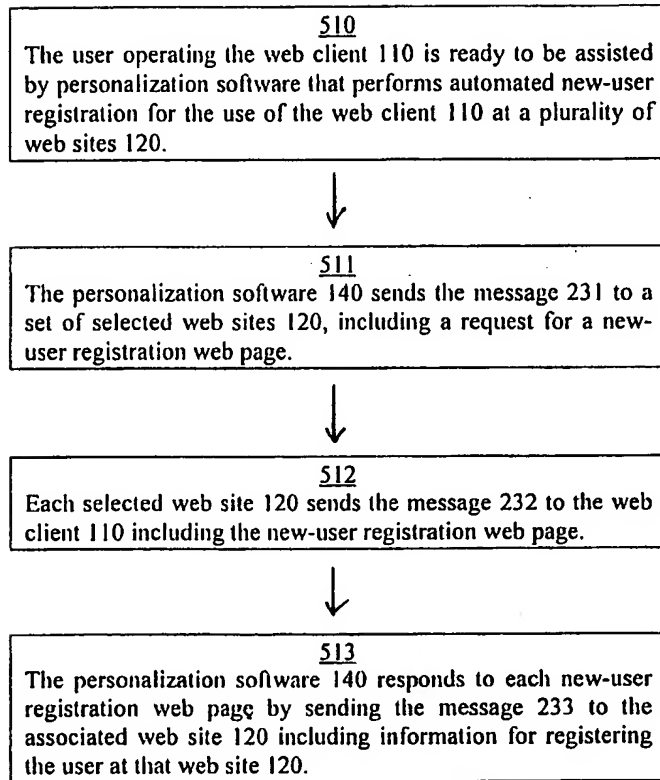 510
The user operating the web client 110 is ready to be assisted
by personalization software that performs automated new-user
registration for the use of the web client 110 at a plurality of
web sites 120.
511
The personalization software 140 sends the message 231 to a
set of selected web sites 120, including a request for a new-
user registration web page.
512
Each selected web site 120 sends the message 232 to the web
client 110 including the new-user registration web page.
513
The personalization software 140 responds to each new-user
registration web page by sending the message 233 to the
associated web site 120 including information for registering
the user at that web site 120.